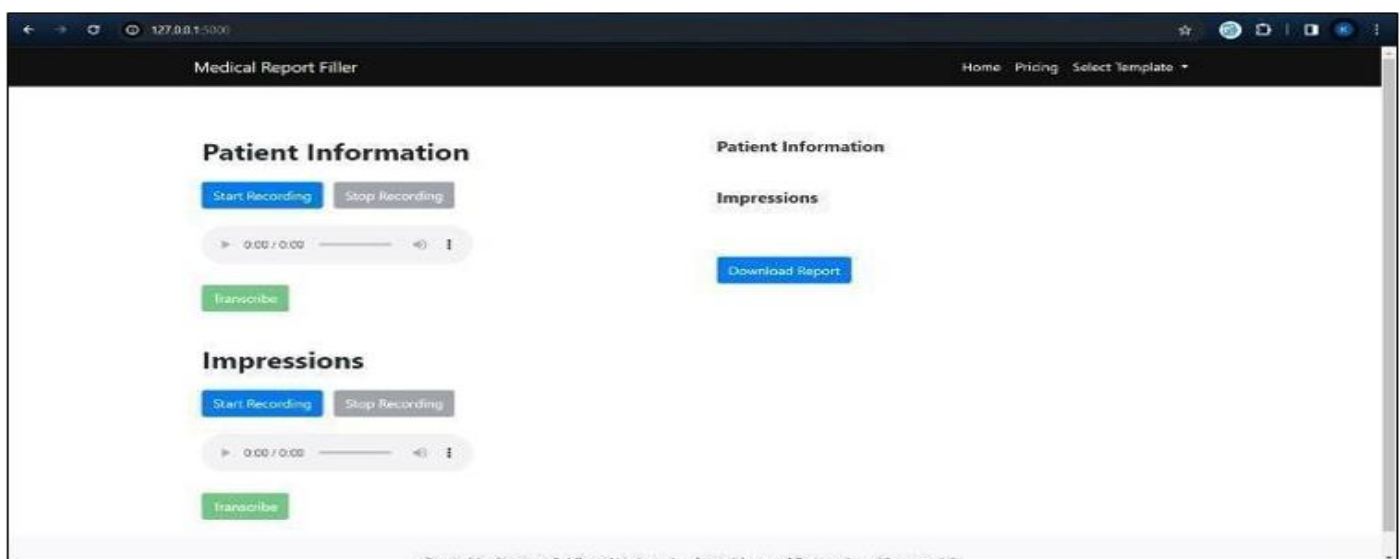 127.0.0.1:5000
K
Medical Report Filler
Home Pricing Select Template
Patient Information
Start Recording Stop Recording
0:00 / 0:00
Transcribe
Impressions
Start Recording Stop Recording
0:00 / 0:00
Transcribe
Patient Information
Impressions
Download Report